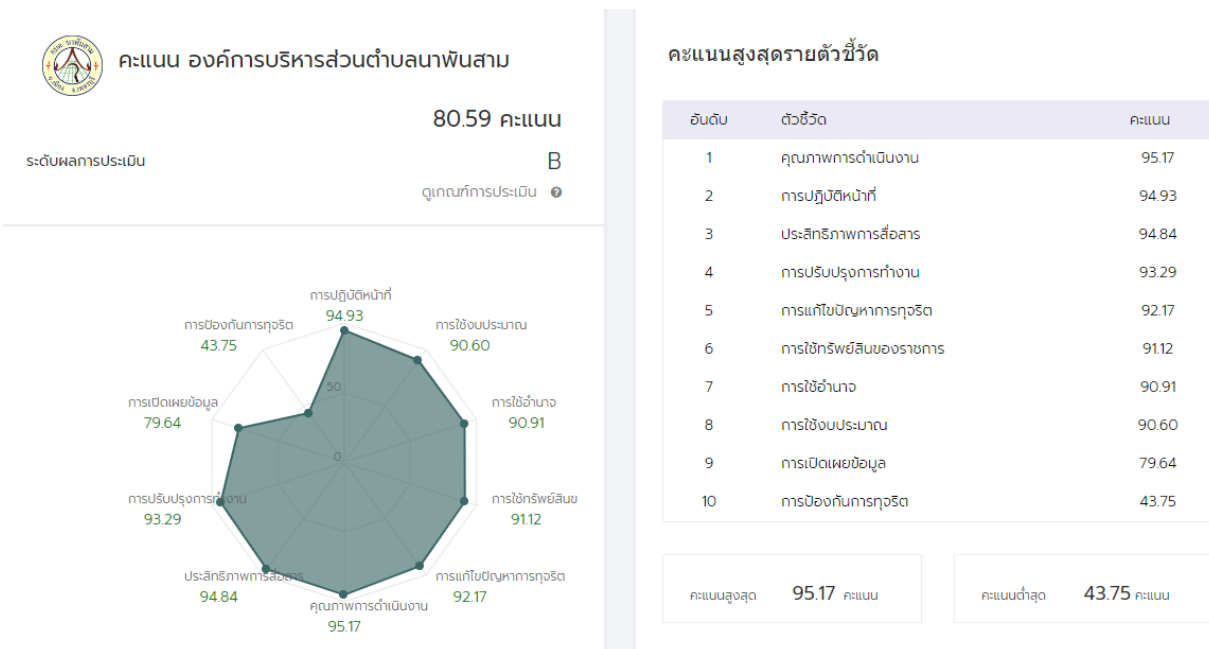 คะแนน องค์การบริหารส่วนตำบลนาพันสาม
80.59 คะแนน
ระดับผลการประเมิน B
ดูเกณฑ์การประเมิน
การปฏิบัติหน้าที่
94.93
การป้องกันการทุจริต
43.75
การใช้งบประมาณ
90.60
50
การเปิดเผยข้อมูล
79.64
การใช้อำนาจ
90.91
0
การปรับปรุงการทำงาน
93.29
การใช้ทรัพย์สินข
91.12
ประสิทธิภาพการสื่อสาร
94.84
การแก้ไขปัญหาการทุจริต
92.17
คุณภาพการดำเนินงาน
95.17
คะแนนสูงสุดรายตัวชี้วัด
อันดับ ตัวชี้วัด คะแนน
1 คุณภาพการดำเนินงาน 95.17
2 การปฏิบัติหน้าที่ 94.93
3 ประสิทธิภาพการสื่อสาร 94.84
4 การปรับปรุงการทำงาน 93.29
5 การแก้ไขปัญหาการทุจริต 92.17
6 การใช้ทรัพย์สินของราชการ 91.12
7 การใช้อำนาจ 90.91
8 การใช้งบประมาณ 90.60
9 การเปิดเผยข้อมูล 79.64
10 การป้องกันการทุจริต 43.75
คะแนนสูงสุด 95.17 คะแนน
คะแนนต่ำสุด 43.75 คะแนน